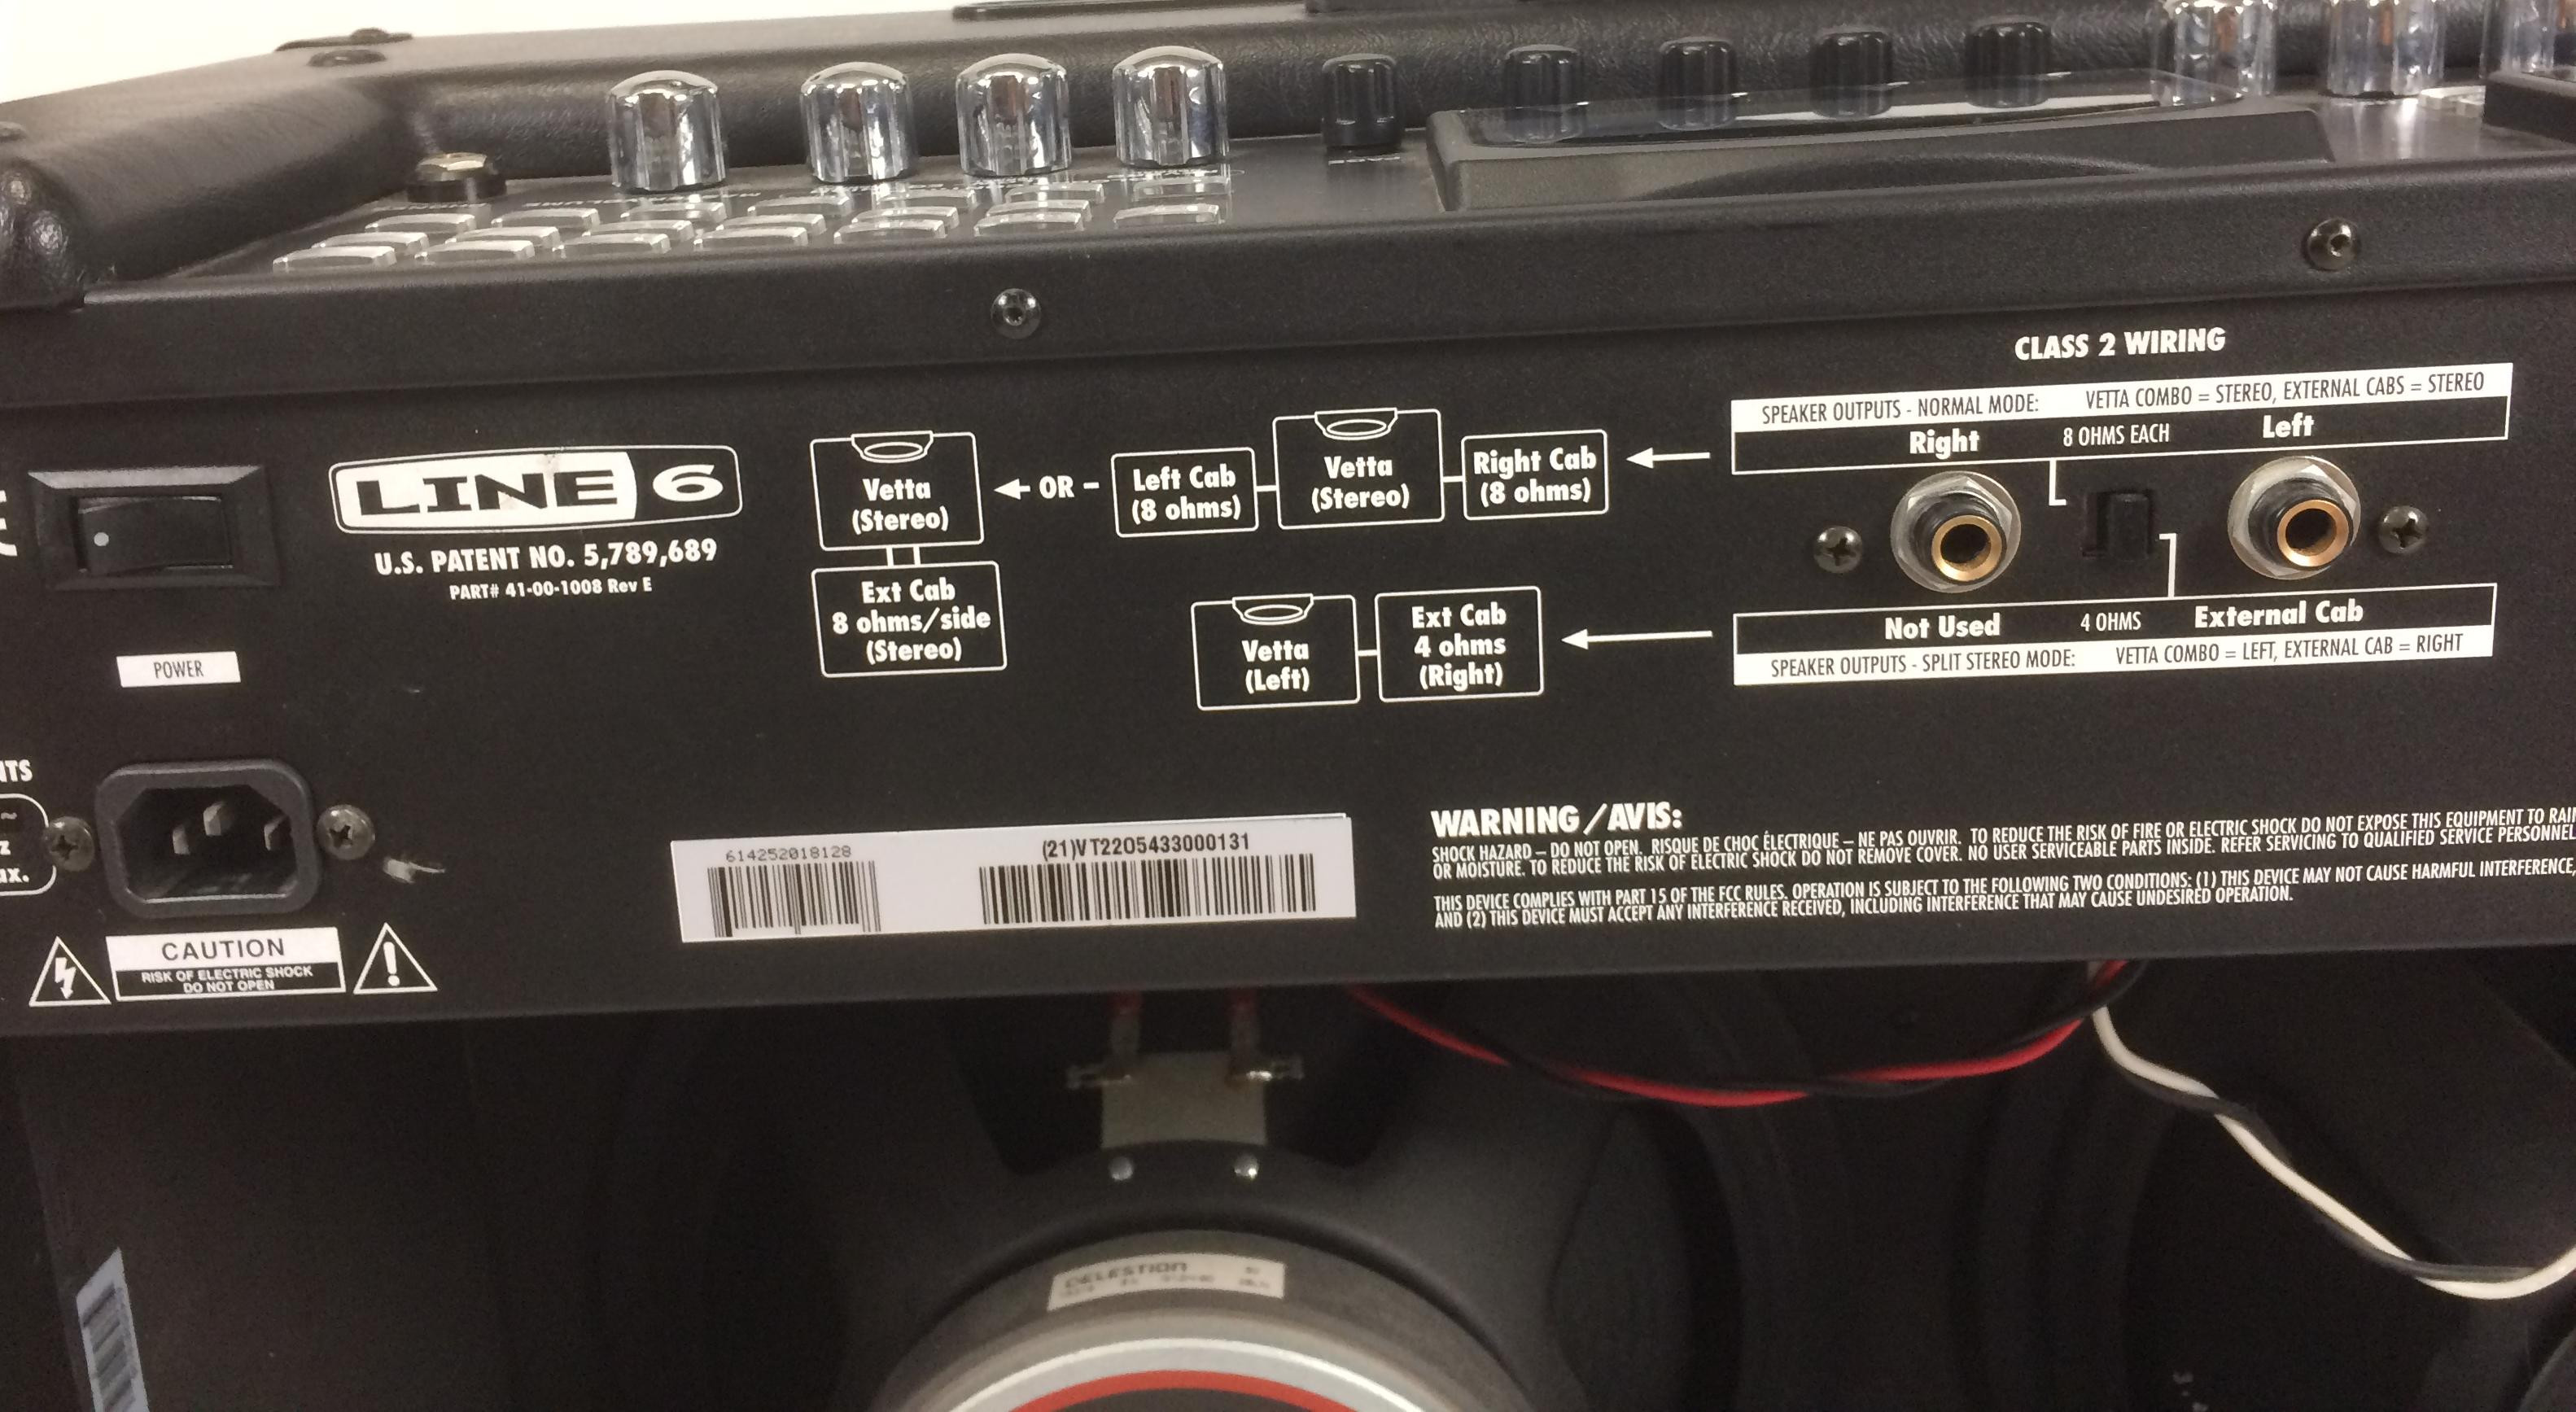 CLASS 2 WIRING
SPEAKER OUTPUTS - NORMAL MODE: VETTA COMBO = STEREO, EXTERNAL CABS = STEREO
Right 8 OHMS EACH Left
LINE 6
U.S. PATENT NO. 5,789,689
PART# 41-00-1008 Rev E
Vetta
(Stereo)
Ext Cab
8 ohms/side
(Stereo)
OR –
Left Cab
(8 ohms)
Vetta
(Stereo)
Right Cab
(8 ohms)
Vetta
(Left)
Ext Cab
4 ohms
(Right)
Not Used 4 OHMS External Cab
SPEAKER OUTPUTS - SPLIT STEREO MODE: VETTA COMBO = LEFT, EXTERNAL CAB = RIGHT
POWER
NTS
z
ax.
CAUTION
RISK OF ELECTRIC SHOCK
DO NOT OPEN
614252018128
(21)VT2205433000131
WARNING/AVIS:
SHOCK HAZARD – DO NOT OPEN. RISQUE DE CHOC ÉLECTRIQUE – NE PAS OUVRIR. TO REDUCE THE RISK OF FIRE OR ELECTRIC SHOCK DO NOT EXPOSE THIS EQUIPMENT TO RAIN
OR MOISTURE. TO REDUCE THE RISK OF ELECTRIC SHOCK DO NOT REMOVE COVER. NO USER SERVICEABLE PARTS INSIDE. REFER SERVICING TO QUALIFIED SERVICE PERSONNEL
THIS DEVICE COMPLIES WITH PART 15 OF THE FCC RULES. OPERATION IS SUBJECT TO THE FOLLOWING TWO CONDITIONS: (1) THIS DEVICE MAY NOT CAUSE HARMFUL INTERFERENCE,
AND (2) THIS DEVICE MUST ACCEPT ANY INTERFERENCE RECEIVED, INCLUDING INTERFERENCE THAT MAY CAUSE UNDESIRED OPERATION.
CELESTION